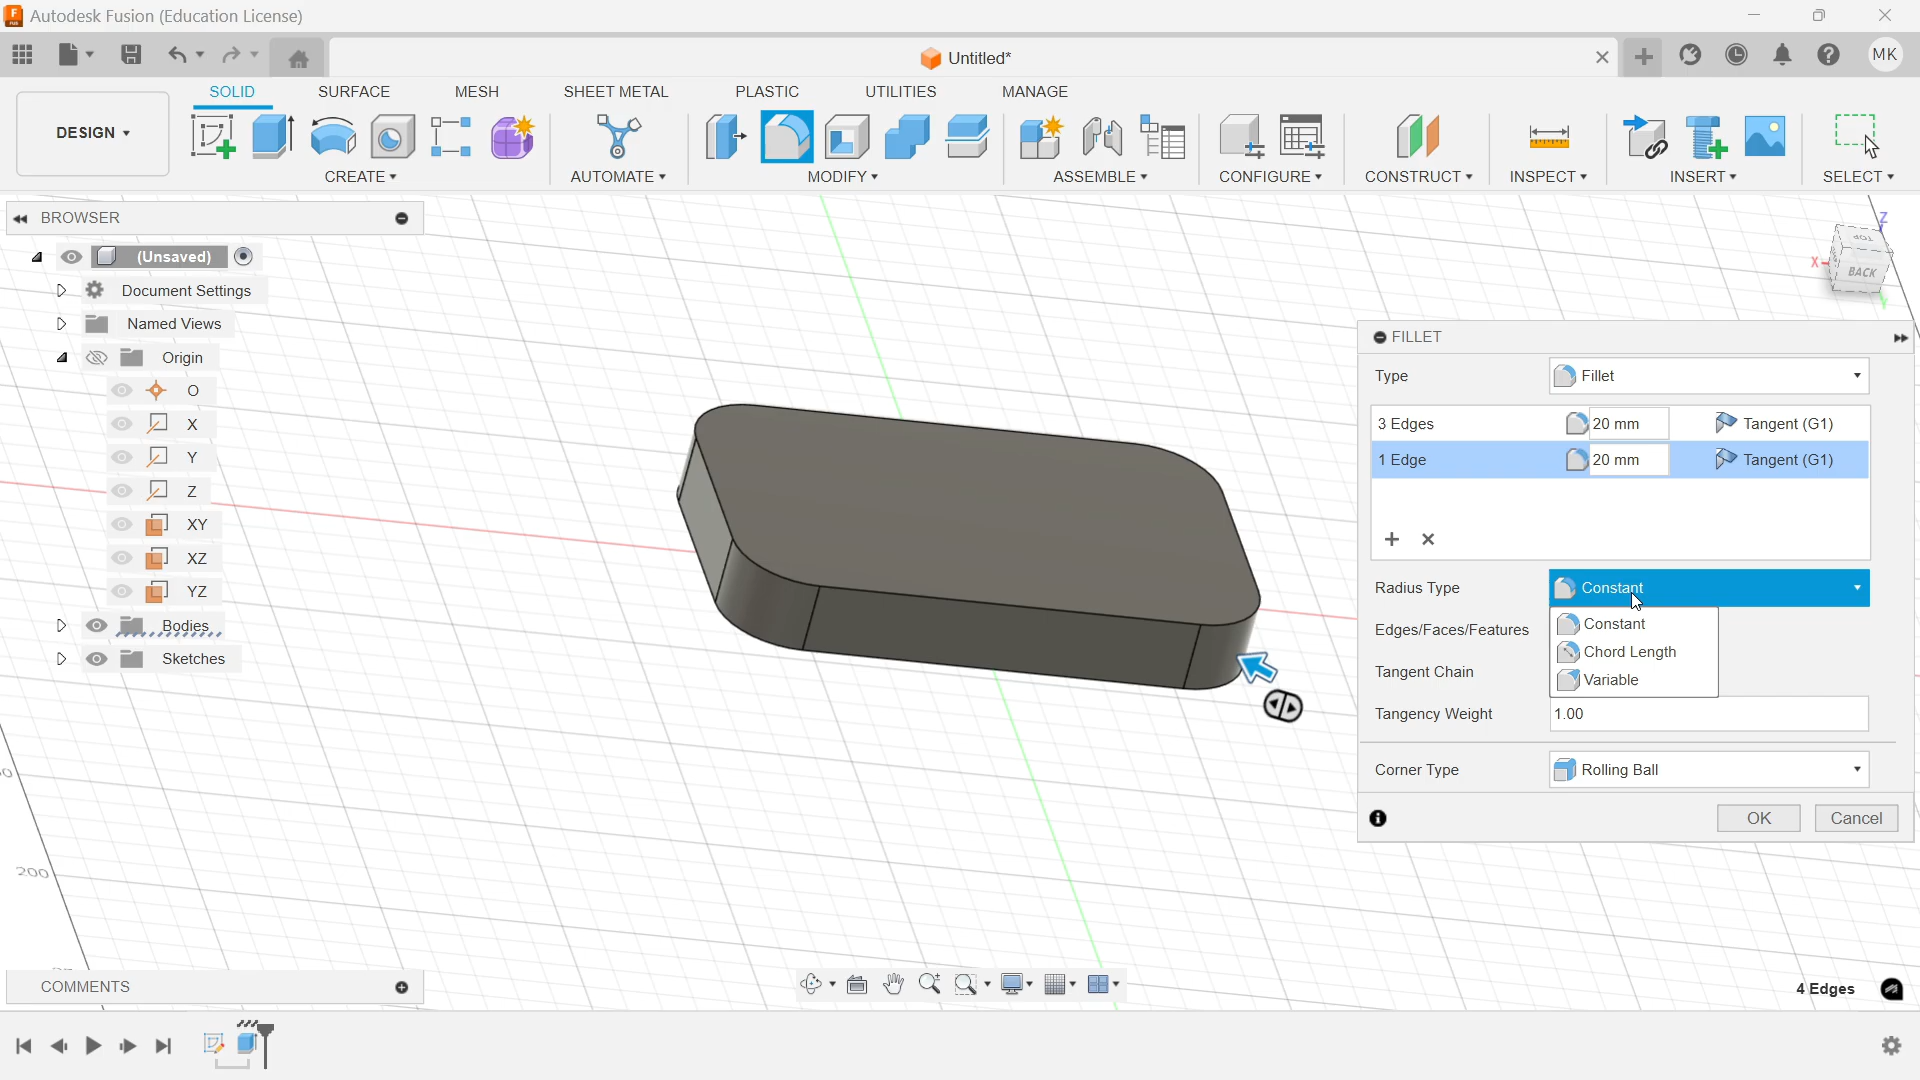 Autodesk Fusion (Education License)
Untitled*
MK
DESIGN
SOLID
SURFACE
MESH
SHEET METAL
PLASTIC
UTILITIES
MANAGE
CREATE
AUTOMATE
MODIFY
ASSEMBLE
CONFIGURE
CONSTRUCT
INSPECT
INSERT
SELECT
BROWSER
(Unsaved)
Document Settings
Named Views
Origin
O
X
Y
Z
XY
XZ
YZ
Bodies
Sketches
Z
TOP
X
BACK
Y
FILLET
Type
Fillet
3 Edges
20 mm
Tangent (G1)
1 Edge
20 mm
Tangent (G1)
Radius Type
Constant
Constant
Chord Length
Variable
Edges/Faces/Features
Tangent Chain
Tangency Weight
1.00
Corner Type
Rolling Ball
OK
Cancel
200
COMMENTS
4 Edges